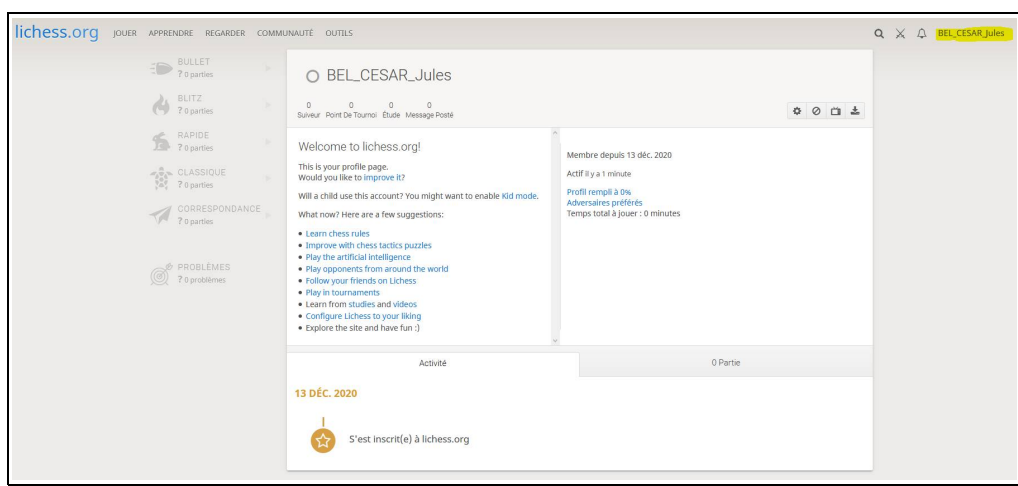 lichess.org JOUER APPRENDRE REGARDER COMMUNAUTÉ OUTILS BEL_CESAR_Jules
BULLET
? 0 parties
BLITZ
? 0 parties
RAPIDE
? 0 parties
CLASSIQUE
? 0 parties
CORRESPONDANCE
? 0 parties
PROBLÈMES
? 0 problèmes
BEL_CESAR_Jules
0 0 0 0
Suiveur Point De Tournoi Étude Message Posté
Welcome to lichess.org!
This is your profile page.
Would you like to improve it?
Will a child use this account? You might want to enable Kid mode.
What now? Here are a few suggestions:
• Learn chess rules
• Improve with chess tactics puzzles
• Play the artificial intelligence
• Play opponents from around the world
• Follow your friends on Lichess
• Play in tournaments
• Learn from studies and videos
• Configure Lichess to your liking
• Explore the site and have fun :)
Membre depuis 13 déc. 2020
Actif il y a 1 minute
Profil rempli à 0%
Adversaires préférés
Temps total à jouer : 0 minutes
Activité 0 Partie
13 DÉC. 2020
S'est inscrit(e) à lichess.org